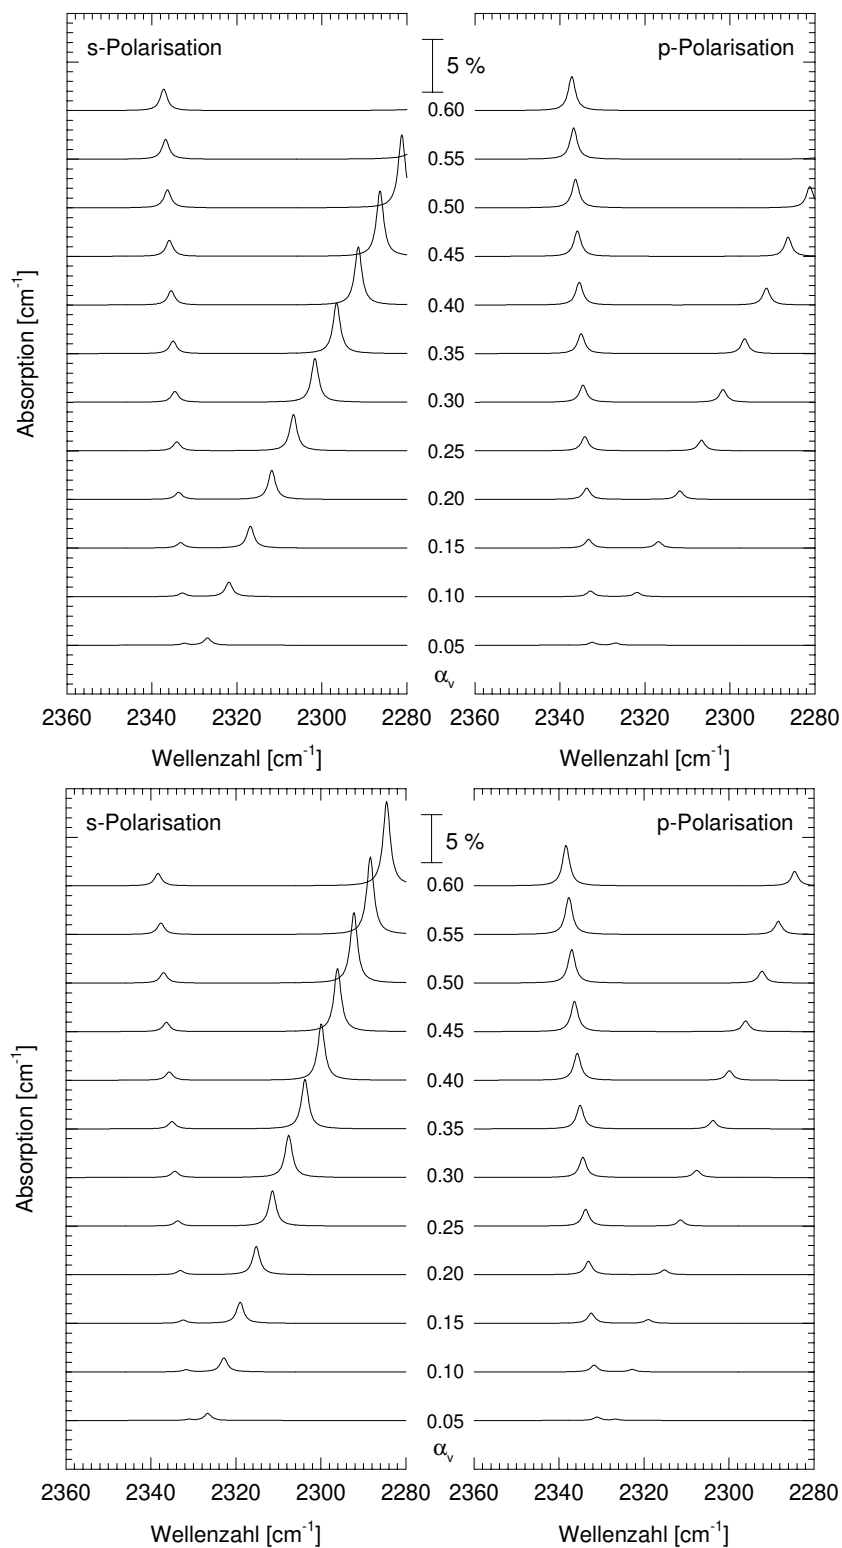 s-Polarisation
p-Polarisation
5 %
0.60
0.55
0.50
0.45
0.40
0.35
0.30
0.25
0.20
0.15
0.10
0.05
αv
Absorption [cm-1]
2360 2340 2320 2300 2280
2360 2340 2320 2300 2280
Wellenzahl [cm-1]
Wellenzahl [cm-1]
s-Polarisation
p-Polarisation
5 %
0.60
0.55
0.50
0.45
0.40
0.35
0.30
0.25
0.20
0.15
0.10
0.05
αv
Absorption [cm-1]
2360 2340 2320 2300 2280
2360 2340 2320 2300 2280
Wellenzahl [cm-1]
Wellenzahl [cm-1]